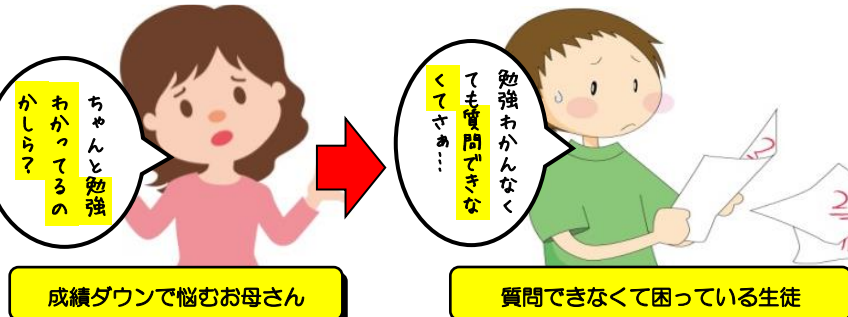 ちゃんと勉強
わかってるの
かしら？
勉強わかんなく
ても質問できな
くてさぁ…
成績ダウンで悩むお母さん
質問できなくて困っている生徒